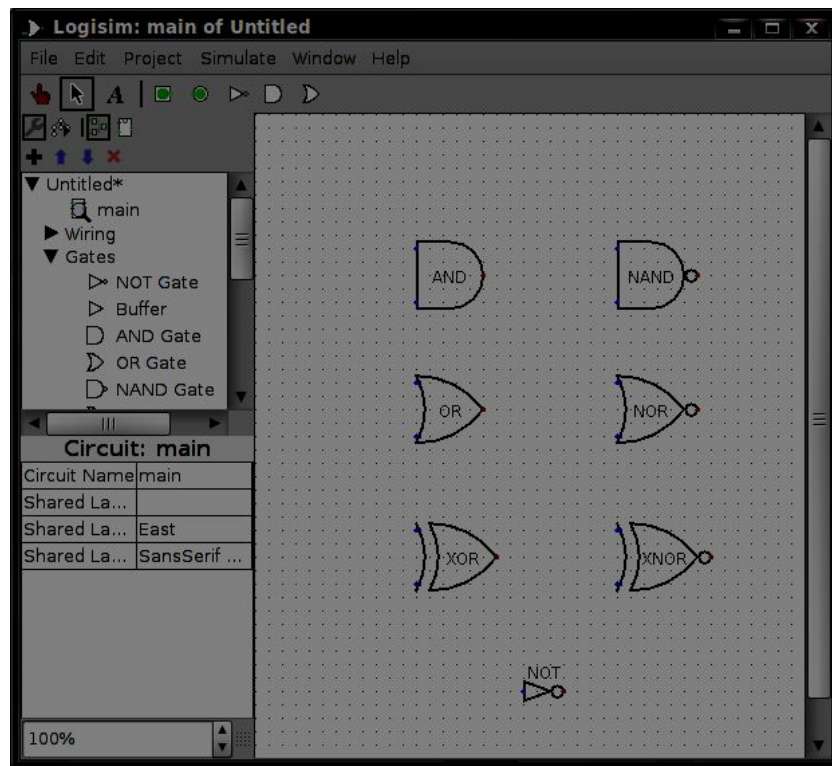 Logisim: main of Untitled
File Edit Project Simulate Window Help
A
Untitled*
main
Wiring
Gates
NOT Gate
Buffer
AND Gate
OR Gate
NAND Gate
Circuit: main
Circuit Name main
Shared La...
Shared La... East
Shared La... SansSerif ...
100%
AND NAND
OR NOR
XOR XNOR
NOT